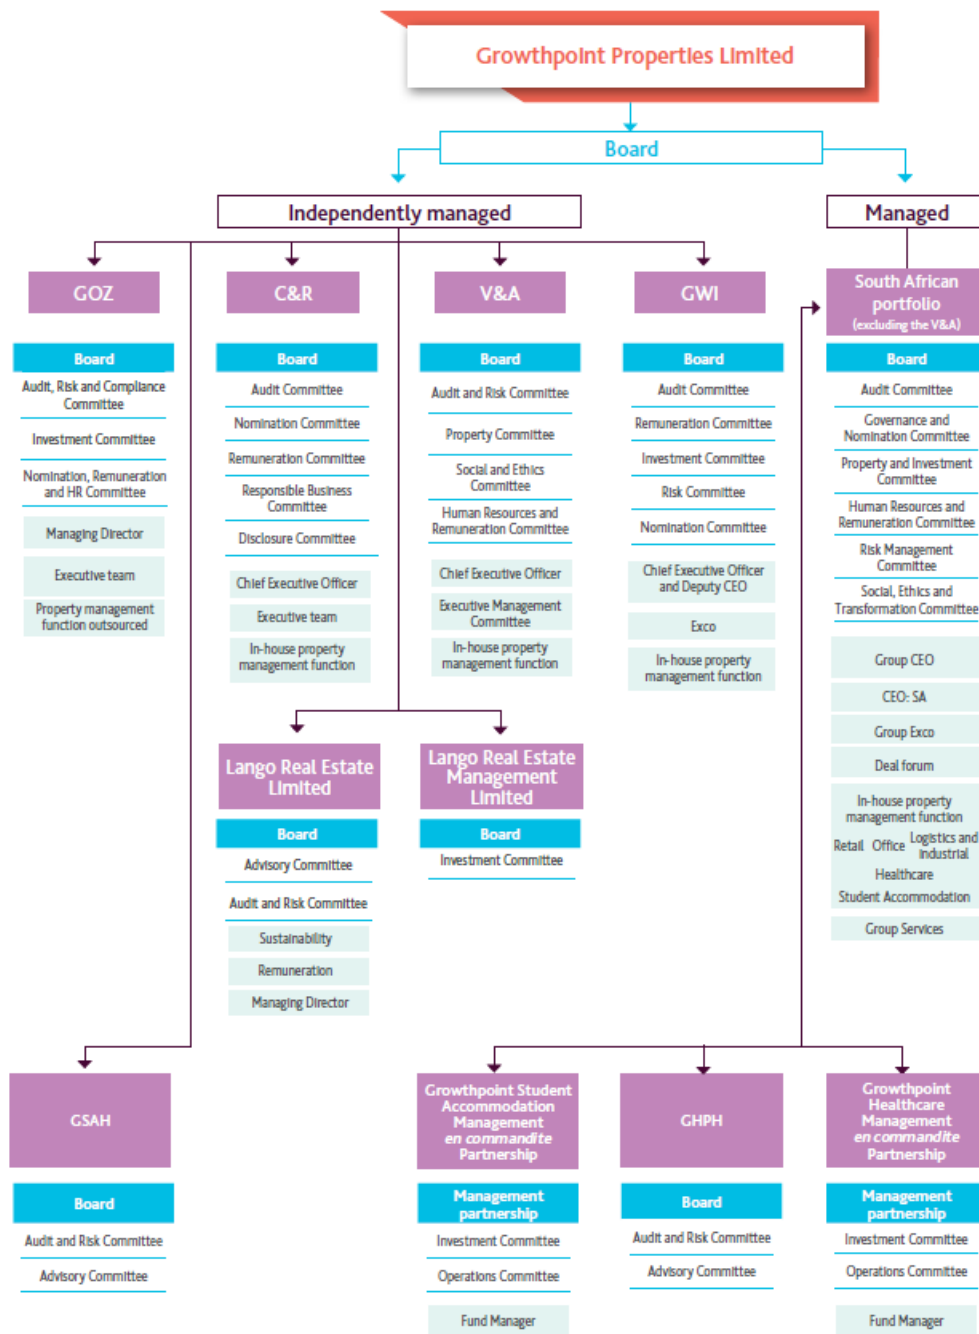 Growthpoint Properties Limited
Board
Independently managed
Managed
GOZ
Board
Audit, Risk and Compliance
Committee
Investment Committee
Nomination, Remuneration
and HR Committee
Managing Director
Executive team
Property management
function outsourced
C&R
Board
Audit Committee
Nomination Committee
Remuneration Committee
Responsible Business
Committee
Disclosure Committee
Chief Executive Officer
Executive team
In-house property
management function
V&A
Board
Audit and Risk Committee
Property Committee
Social and Ethics
Committee
Human Resources and
Remuneration Committee
Chief Executive Officer
Executive Management
Committee
In-house property
management function
GWI
Board
Audit Committee
Remuneration Committee
Investment Committee
Risk Committee
Nomination Committee
Chief Executive Officer
and Deputy CEO
Exco
In-house property
management function
South African
portfolio
(excluding the V&A)
Board
Audit Committee
Governance and
Nomination Committee
Property and Investment
Committee
Human Resources and
Remuneration Committee
Risk Management
Committee
Social, Ethics and
Transformation Committee
Group CEO
CEO: SA
Group Exco
Deal forum
In-house property
management function
Retail Office Logistics and
industrial
Healthcare
Student Accommodation
Group Services
Lango Real Estate
Limited
Board
Advisory Committee
Audit and Risk Committee
Sustainability
Remuneration
Managing Director
Lango Real Estate
Management
Limited
Board
Investment Committee
GSAH
Board
Audit and Risk Committee
Advisory Committee
Growthpoint Student
Accommodation
Management
en commandite
Partnership
Management
partnership
Investment Committee
Operations Committee
Fund Manager
GHPH
Board
Audit and Risk Committee
Advisory Committee
Growthpoint
Healthcare
Management
en commandite
Partnership
Management
partnership
Investment Committee
Operations Committee
Fund Manager